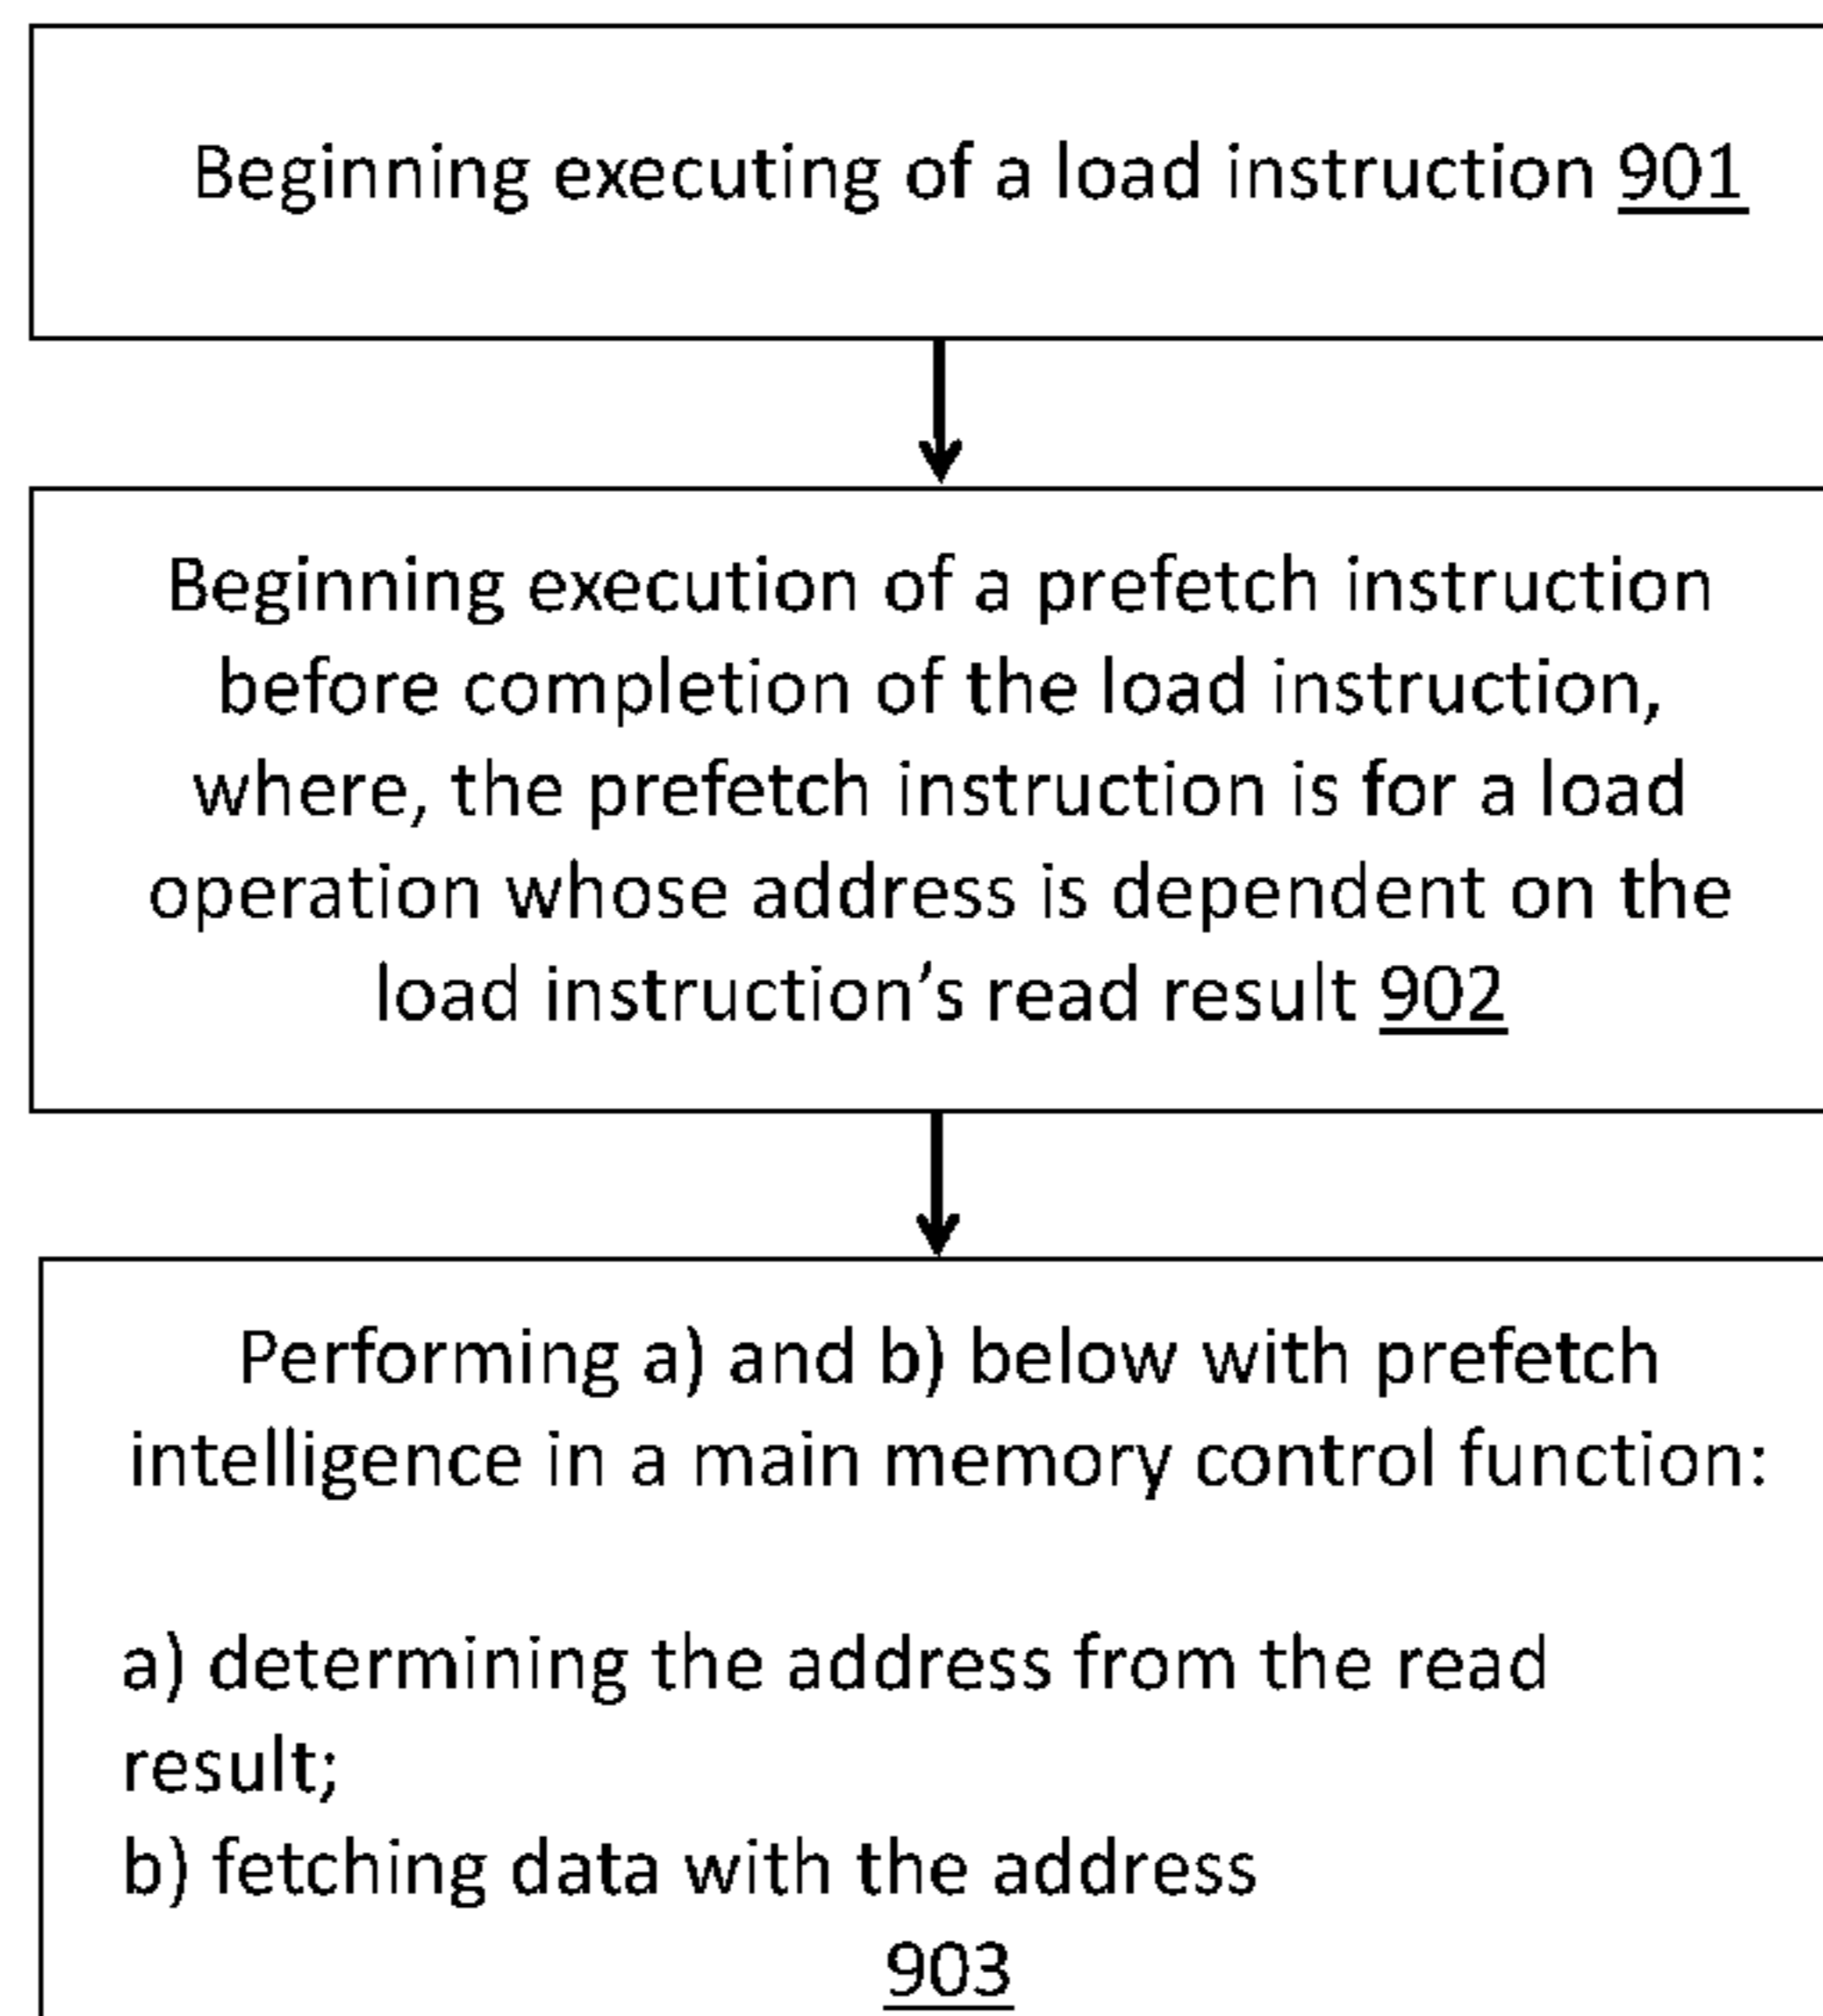 Beginning executing of a load instruction 901
Beginning execution of a prefetch instruction
before completion of the load instruction,
where, the prefetch instruction is for a load
operation whose address is dependent on the
load instruction’s read result 902
Performing a) and b) below with prefetch
intelligence in a main memory control function:
a) determining the address from the read
result;
b) fetching data with the address
903